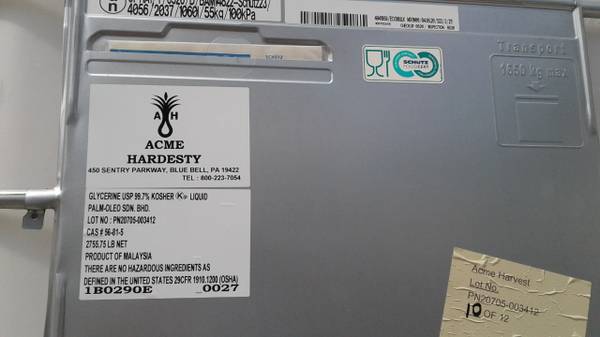 4056/2037/1060l/55kg/100kPa
SCHÜTZ
Transport
1650 kg max
A H
ACME
HARDESTY
450 SENTRY PARKWAY, BLUE BELL, PA 19422
TEL : 800-223-7054
GLYCERINE USP 99.7% KOSHER K LIQUID
PALM-OLEO SDN. BHD.
LOT NO : PN20705-003412
CAS # 56-81-5
2755.75 LB NET
PRODUCT OF MALAYSIA
THERE ARE NO HAZARDOUS INGREDIENTS AS
DEFINED IN THE UNITED STATES 29CFR 1910.1200 (OSHA)
1B0290E _0027
Acme Harvest
Lot No.
PN20705-003412
10 OF 12